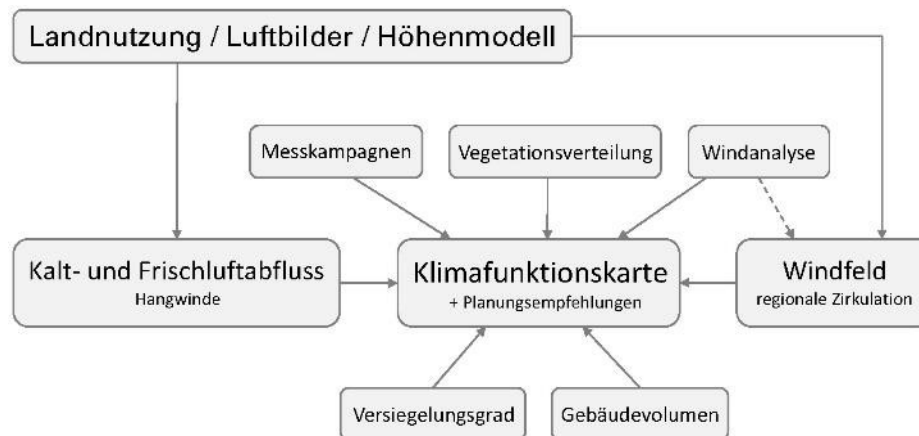 Landnutzung / Luftbilder / Höhenmodell
Messkampagnen
Vegetationsverteilung
Windanalyse
Kalt- und Frischluftabfluss
Hangwinde
Klimafunktionskarte
+ Planungsempfehlungen
Windfeld
regionale Zirkulation
Versiegelungsgrad
Gebäudevolumen